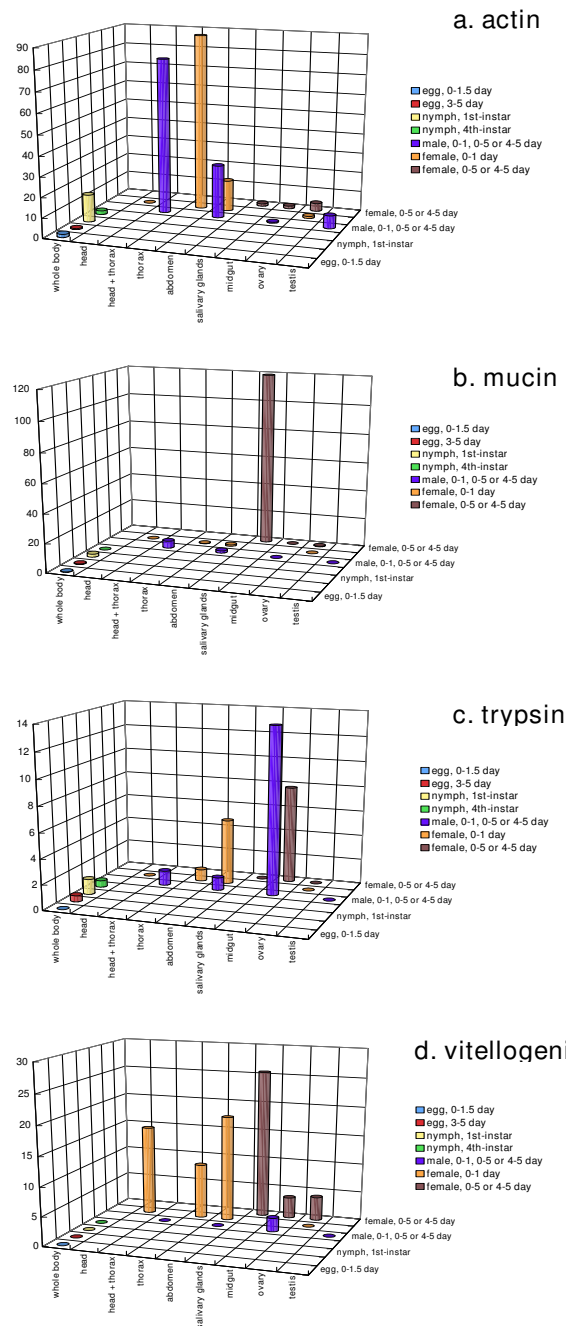 a. actin
90
80
70
60
50
40
30
20
10
0
egg, 0-1.5 day
egg, 3-5 day
nymph, 1st-instar
nymph, 4th-instar
male, 0-1, 0-5 or 4-5 day
female, 0-1 day
female, 0-5 or 4-5 day
female, 0-5 or 4-5 day
male, 0-1, 0-5 or 4-5 day
nymph, 1st-instar
egg, 0-1.5 day
whole body
head
head + thorax
thorax
abdomen
salivary glands
midgut
ovary
testis
b. mucin
120
100
80
60
40
20
0
egg, 0-1.5 day
egg, 3-5 day
nymph, 1st-instar
nymph, 4th-instar
male, 0-1, 0-5 or 4-5 day
female, 0-1 day
female, 0-5 or 4-5 day
female, 0-5 or 4-5 day
male, 0-1, 0-5 or 4-5 day
nymph, 1st-instar
egg, 0-1.5 day
whole body
head
head + thorax
thorax
abdomen
salivary glands
midgut
ovary
testis
c. trypsin
14
12
10
8
6
4
2
0
egg, 0-1.5 day
egg, 3-5 day
nymph, 1st-instar
nymph, 4th-instar
male, 0-1, 0-5 or 4-5 day
female, 0-1 day
female, 0-5 or 4-5 day
female, 0-5 or 4-5 day
male, 0-1, 0-5 or 4-5 day
nymph, 1st-instar
egg, 0-1.5 day
whole body
head
head + thorax
thorax
abdomen
salivary glands
midgut
ovary
testis
d. vitellogeni
30
25
20
15
10
5
0
egg, 0-1.5 day
egg, 3-5 day
nymph, 1st-instar
nymph, 4th-instar
male, 0-1, 0-5 or 4-5 day
female, 0-1 day
female, 0-5 or 4-5 day
female, 0-5 or 4-5 day
male, 0-1, 0-5 or 4-5 day
nymph, 1st-instar
egg, 0-1.5 day
whole body
head
head + thorax
thorax
abdomen
salivary glands
midgut
ovary
testis